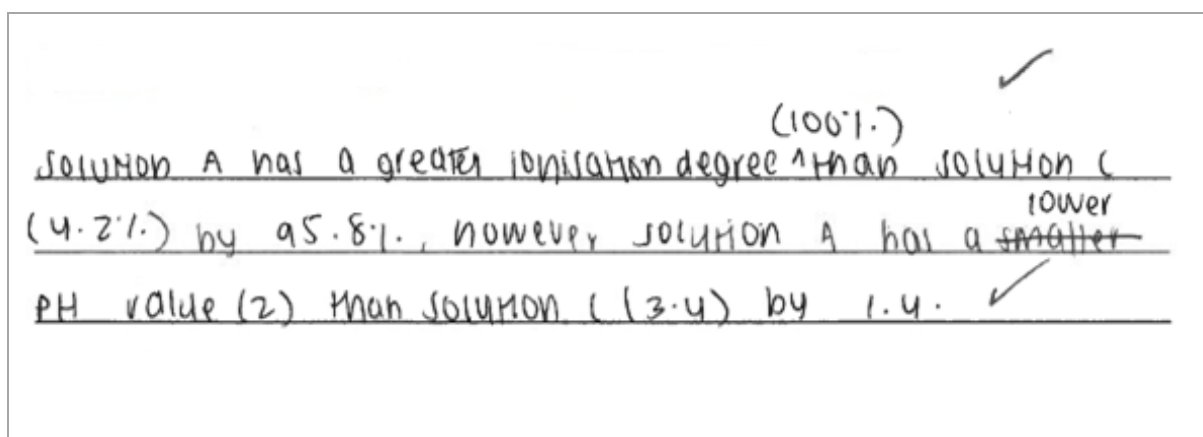 (100%)
solution A has a greater ionisation degree ^ than solution C
(4.2%) by 95.8%, however solution A has a smaller lower
pH value (2) than solution C (3.4) by 1.4.